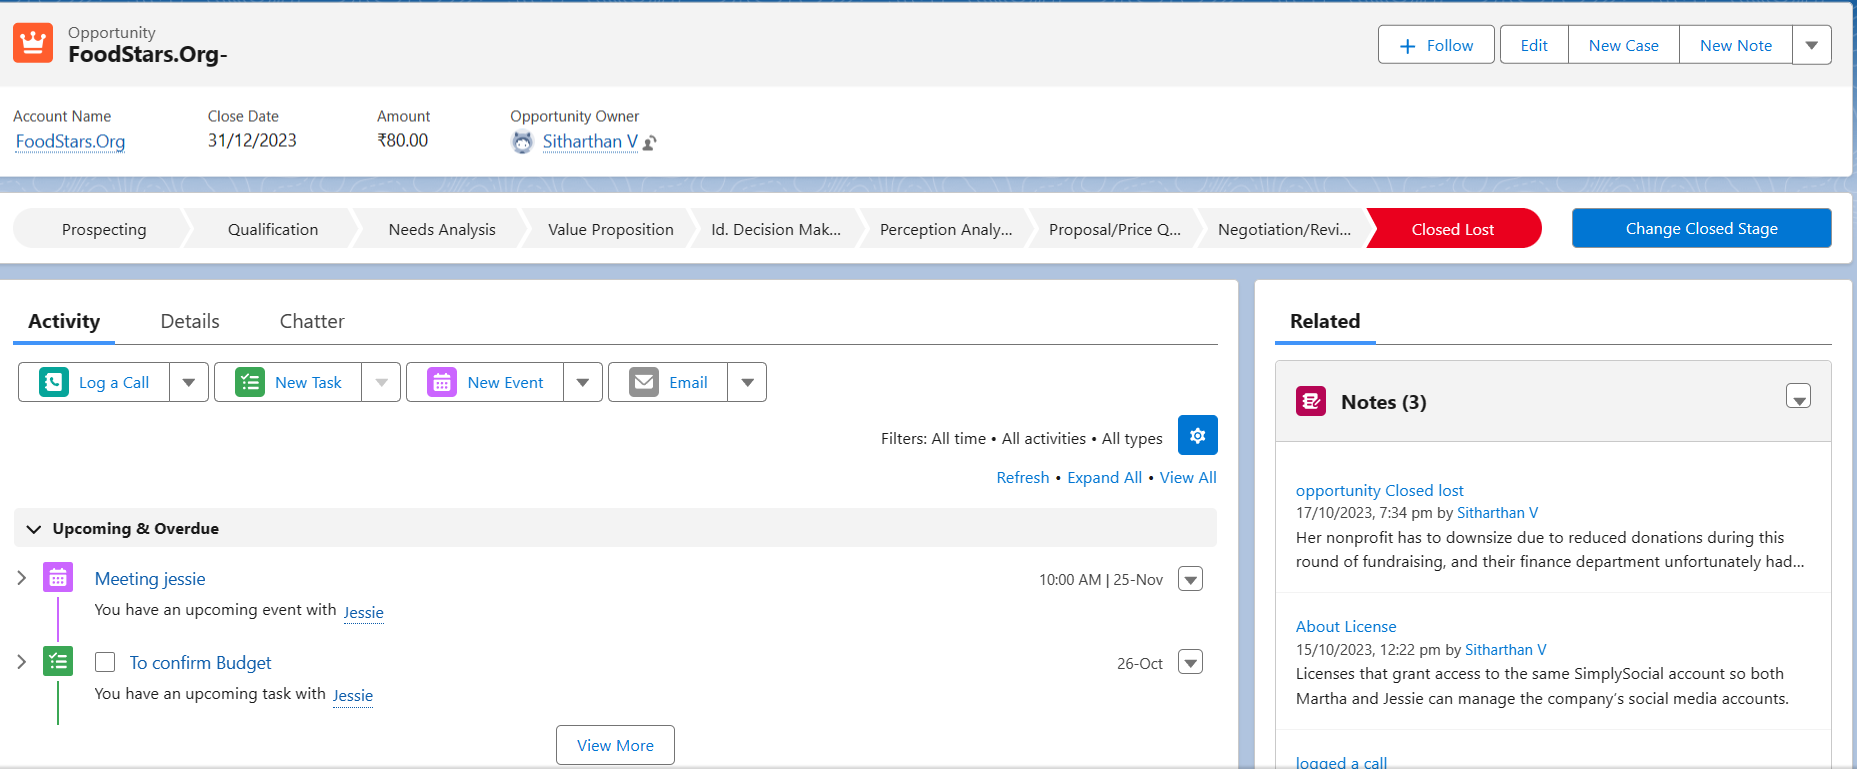 Opportunity
FoodStars.Org-
+ Follow Edit New Case New Note
Account Name Close Date Amount Opportunity Owner
FoodStars.Org 31/12/2023 ₹80.00 Sitharthan V
Prospecting Qualification Needs Analysis Value Proposition Id. Decision Mak... Perception Analy... Proposal/Price Q... Negotiation/Revi... Closed Lost Change Closed Stage
Activity Details Chatter
Log a Call New Task New Event Email
Filters: All time • All activities • All types
Refresh • Expand All • View All
Upcoming & Overdue
Meeting jessie 10:00 AM | 25-Nov
You have an upcoming event with Jessie
To confirm Budget 26-Oct
You have an upcoming task with Jessie
View More
Related
Notes (3)
opportunity Closed lost
17/10/2023, 7:34 pm by Sitharthan V
Her nonprofit has to downsize due to reduced donations during this
round of fundraising, and their finance department unfortunately had...
About License
15/10/2023, 12:22 pm by Sitharthan V
Licenses that grant access to the same SimplySocial account so both
Martha and Jessie can manage the company's social media accounts.
logged a call